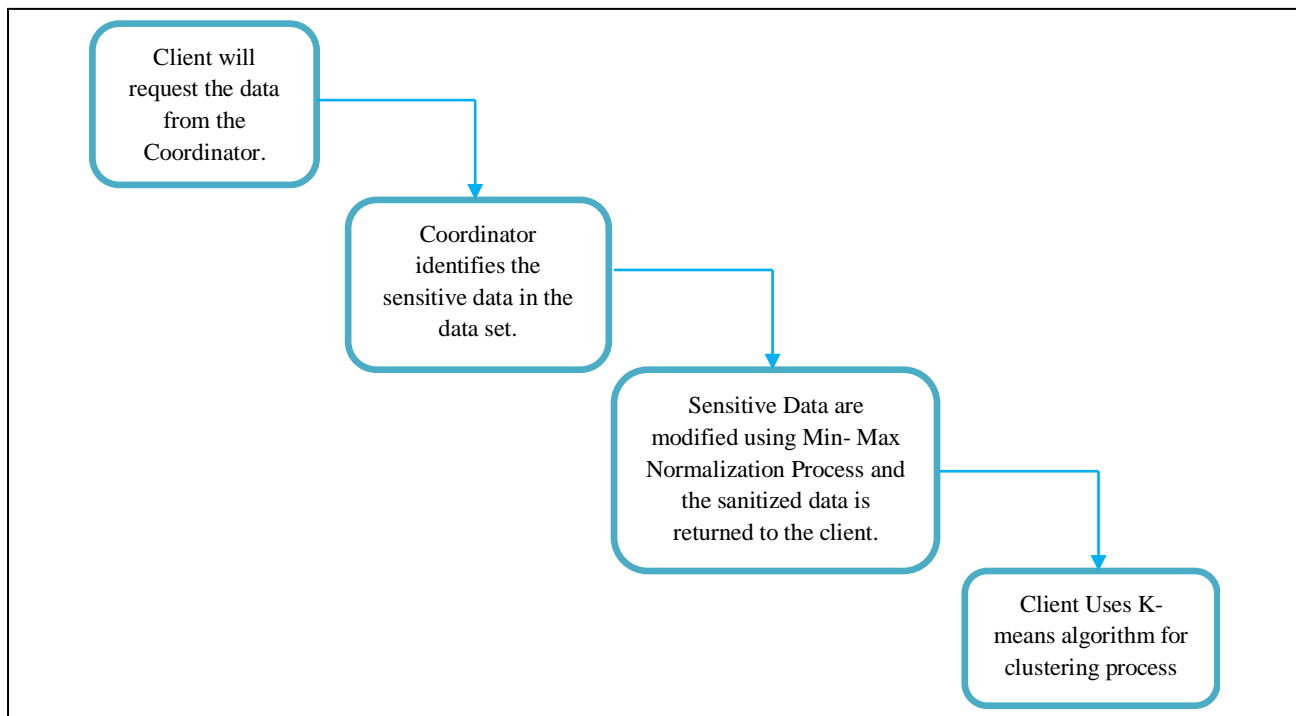 Client will
request the data
from the
Coordinator.
Coordinator
identifies the
sensitive data in the
data set.
Sensitive Data are
modified using Min- Max
Normalization Process and
the sanitized data is
returned to the client.
Client Uses K-
means algorithm for
clustering process